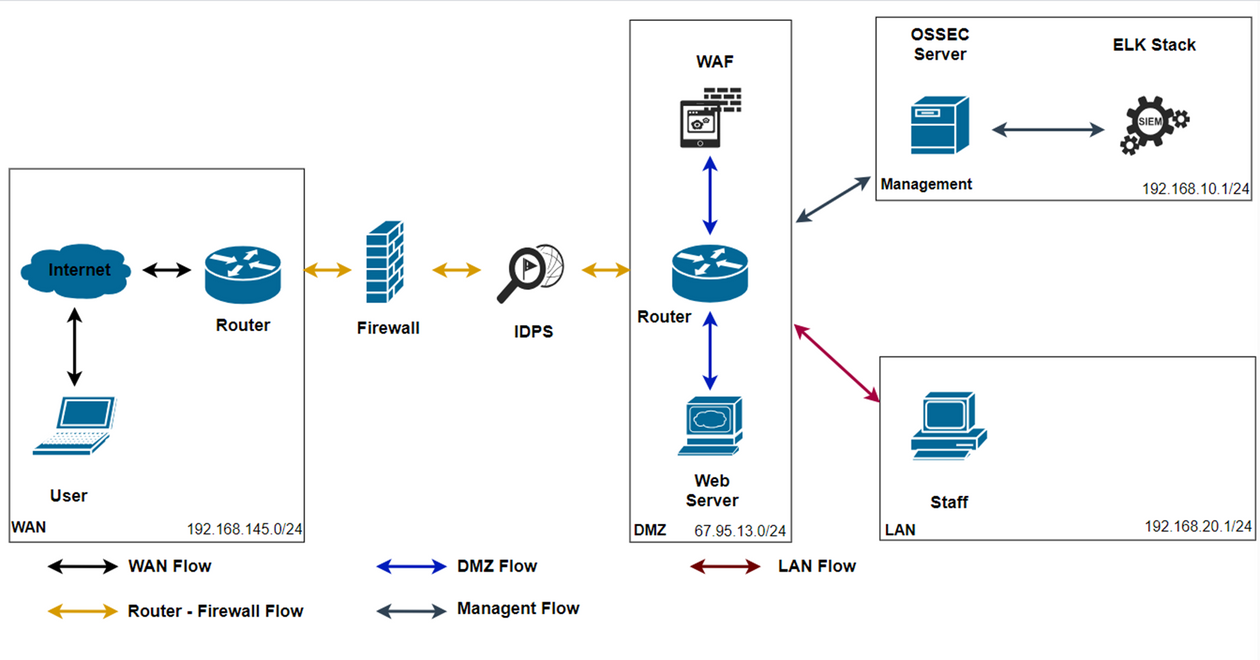 OSSEC
Server
ELK Stack
WAF
SIEM
Management
192.168.10.1/24
Internet
Router
Firewall
IDPS
Router
User
Web
Server
Staff
WAN
192.168.145.0/24
DMZ
67.95.13.0/24
LAN
192.168.20.1/24
WAN Flow
DMZ Flow
LAN Flow
Router - Firewall Flow
Managent Flow